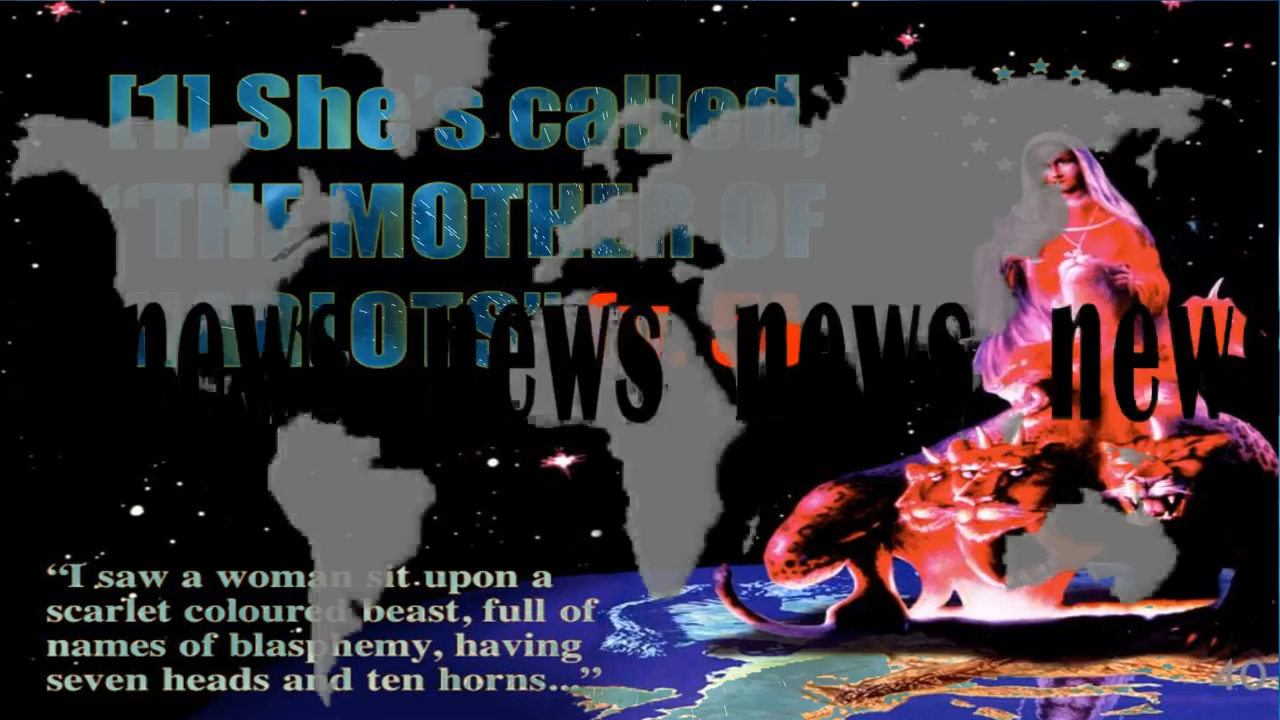 [1] She's called,
“THE MOTHER OF
news news news new
“I saw a woman sit upon a
scarlet coloured beast, full of
names of blasphemy, having
seven heads and ten horns...”
40